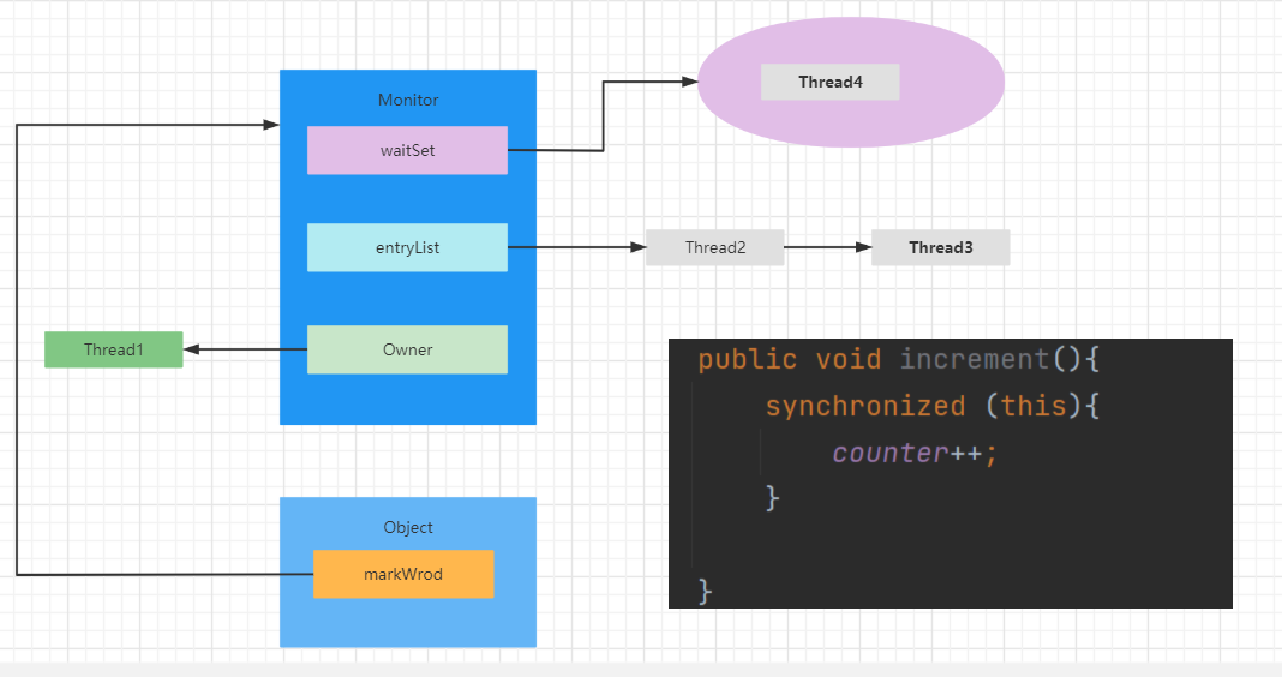 Monitor
waitSet
Thread4
entryList
Thread2
Thread3
Thread1
Owner
public void increment(){
synchronized (this){
counter++;
}
}
Object
markWrod